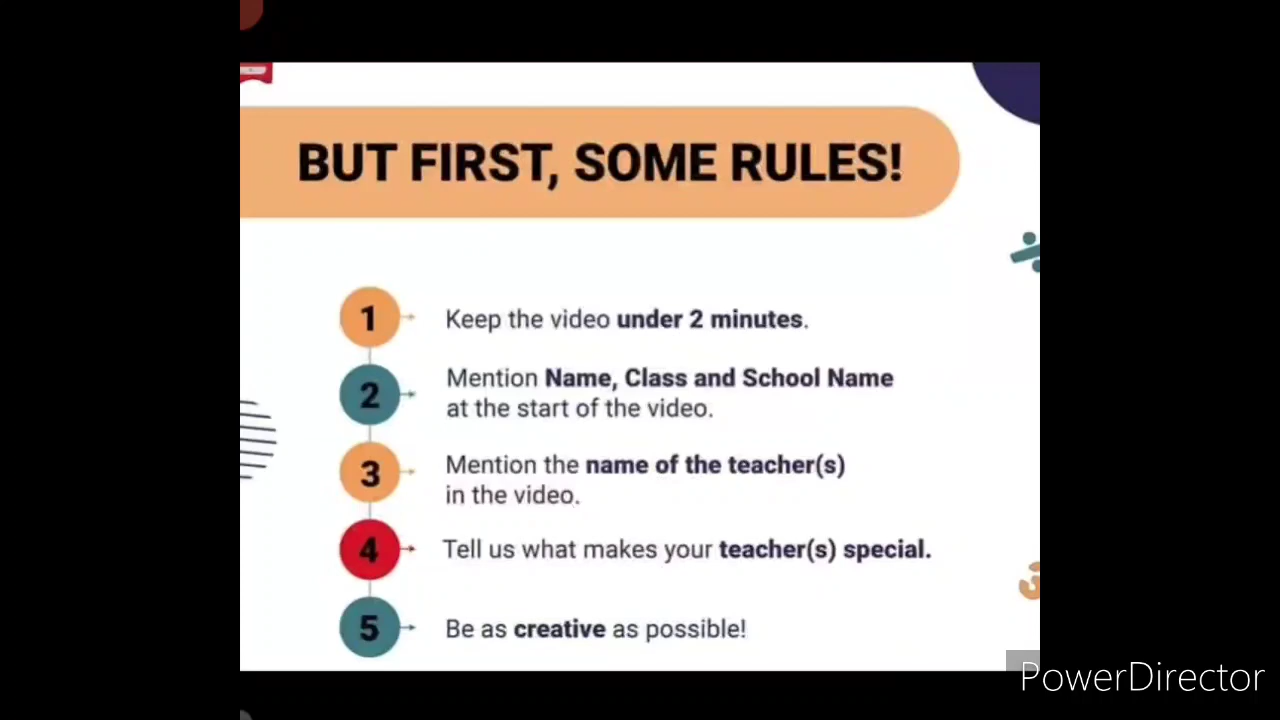 BUT FIRST, SOME RULES!
1 Keep the video under 2 minutes.
2 Mention Name, Class and School Name
at the start of the video.
3 Mention the name of the teacher(s)
in the video.
4 Tell us what makes your teacher(s) special.
5 Be as creative as possible!
PowerDirector